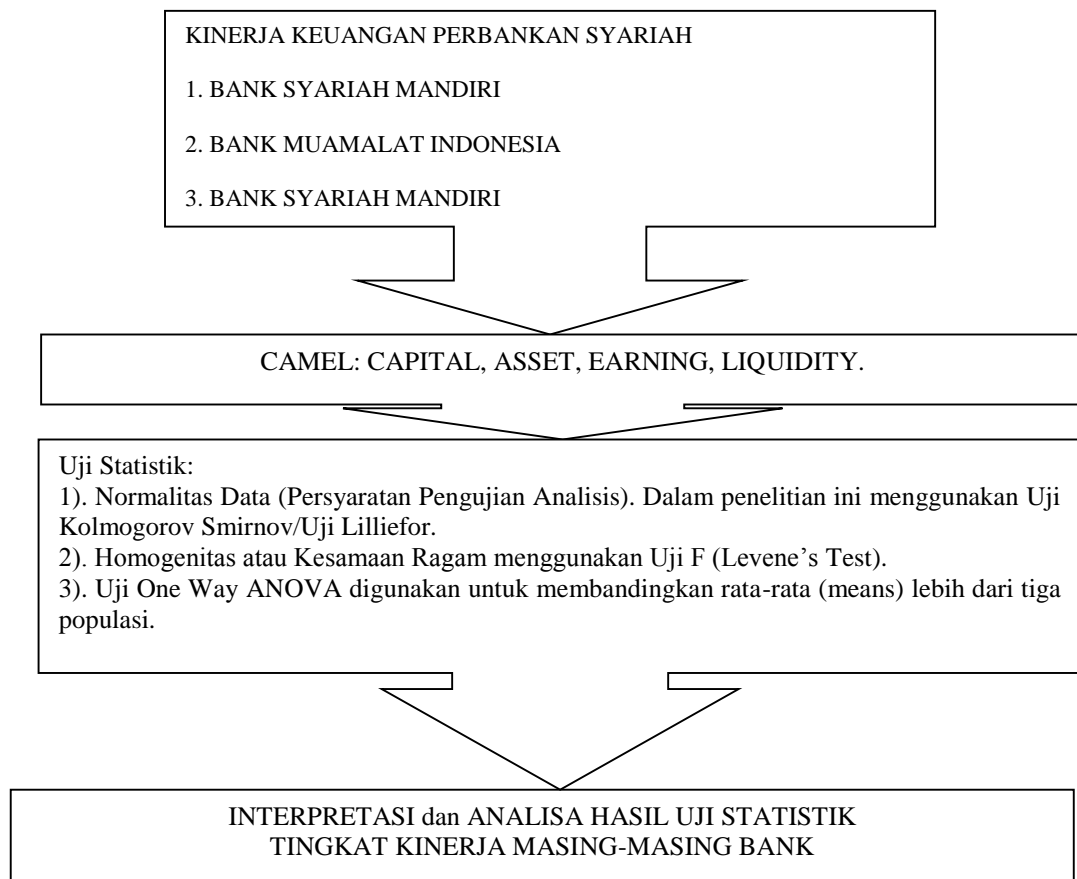 KINERJA KEUANGAN PERBANKAN SYARIAH
1. BANK SYARIAH MANDIRI
2. BANK MUAMALAT INDONESIA
3. BANK SYARIAH MANDIRI
CAMEL: CAPITAL, ASSET, EARNING, LIQUIDITY.
Uji Statistik:
1). Normalitas Data (Persyaratan Pengujian Analisis). Dalam penelitian ini menggunakan Uji
Kolmogorov Smirnov/Uji Lilliefor.
2). Homogenitas atau Kesamaan Ragam menggunakan Uji F (Levene’s Test).
3). Uji One Way ANOVA digunakan untuk membandingkan rata-rata (means) lebih dari tiga
populasi.
INTERPRETASI dan ANALISA HASIL UJI STATISTIK
TINGKAT KINERJA MASING-MASING BANK